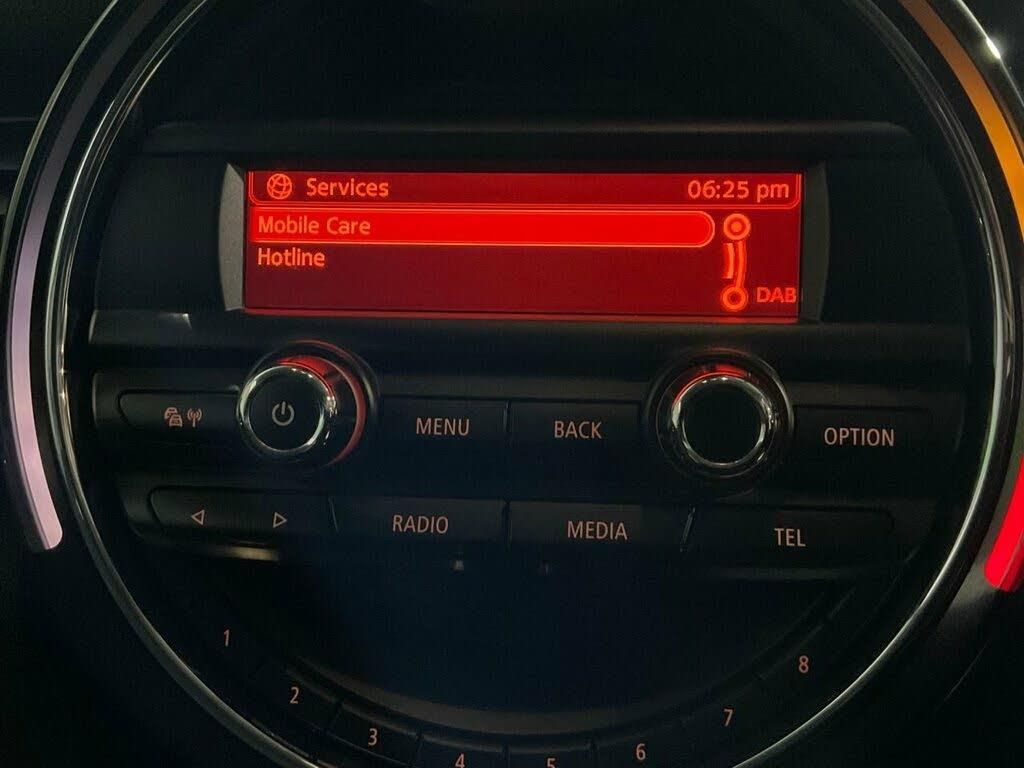 Services 06:25 pm
Mobile Care
Hotline
DAB
MENU BACK OPTION
RADIO MEDIA TEL
1 2 3 4 5 6 7 8